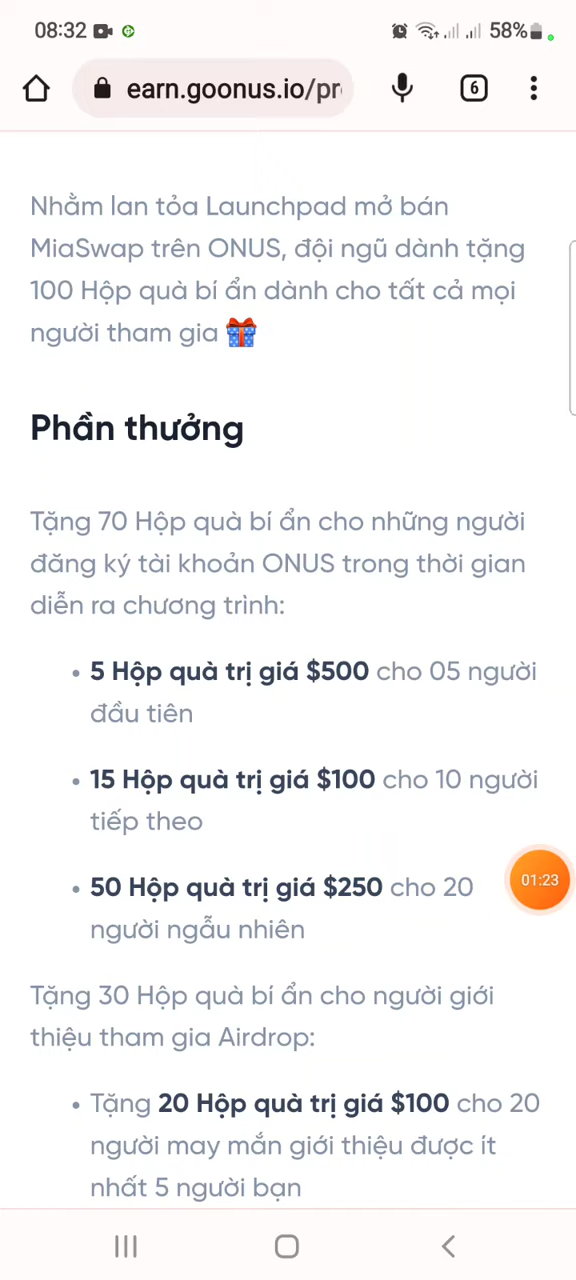 08:32
58%
earn.goonus.io/pr
6
Nhằm lan tỏa Launchpad mở bán
MiaSwap trên ONUS, đội ngũ dành tặng
100 Hộp quà bí ẩn dành cho tất cả mọi
người tham gia 🎁
Phần thưởng
Tặng 70 Hộp quà bí ẩn cho những người
đăng ký tài khoản ONUS trong thời gian
diễn ra chương trình:
• 5 Hộp quà trị giá $500 cho 05 người
đầu tiên
• 15 Hộp quà trị giá $100 cho 10 người
tiếp theo
• 50 Hộp quà trị giá $250 cho 20
người ngẫu nhiên
01:23
Tặng 30 Hộp quà bí ẩn cho người giới
thiệu tham gia Airdrop:
• Tặng 20 Hộp quà trị giá $100 cho 20
người may mắn giới thiệu được ít
nhất 5 người bạn